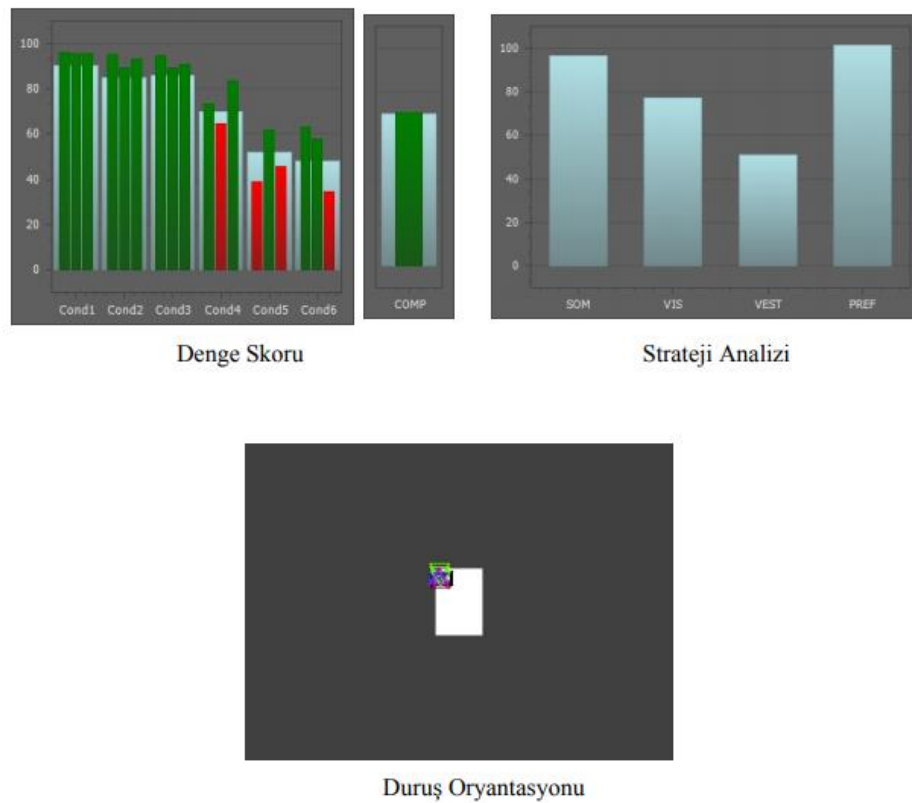 100
80
60
40
20
0
Cond1 Cond2 Cond3 Cond4 Cond5 Cond6
COMP
Denge Skoru
100
80
60
40
20
0
SOM VIS VEST PREF
Strateji Analizi
Duruş Oryantasyonu